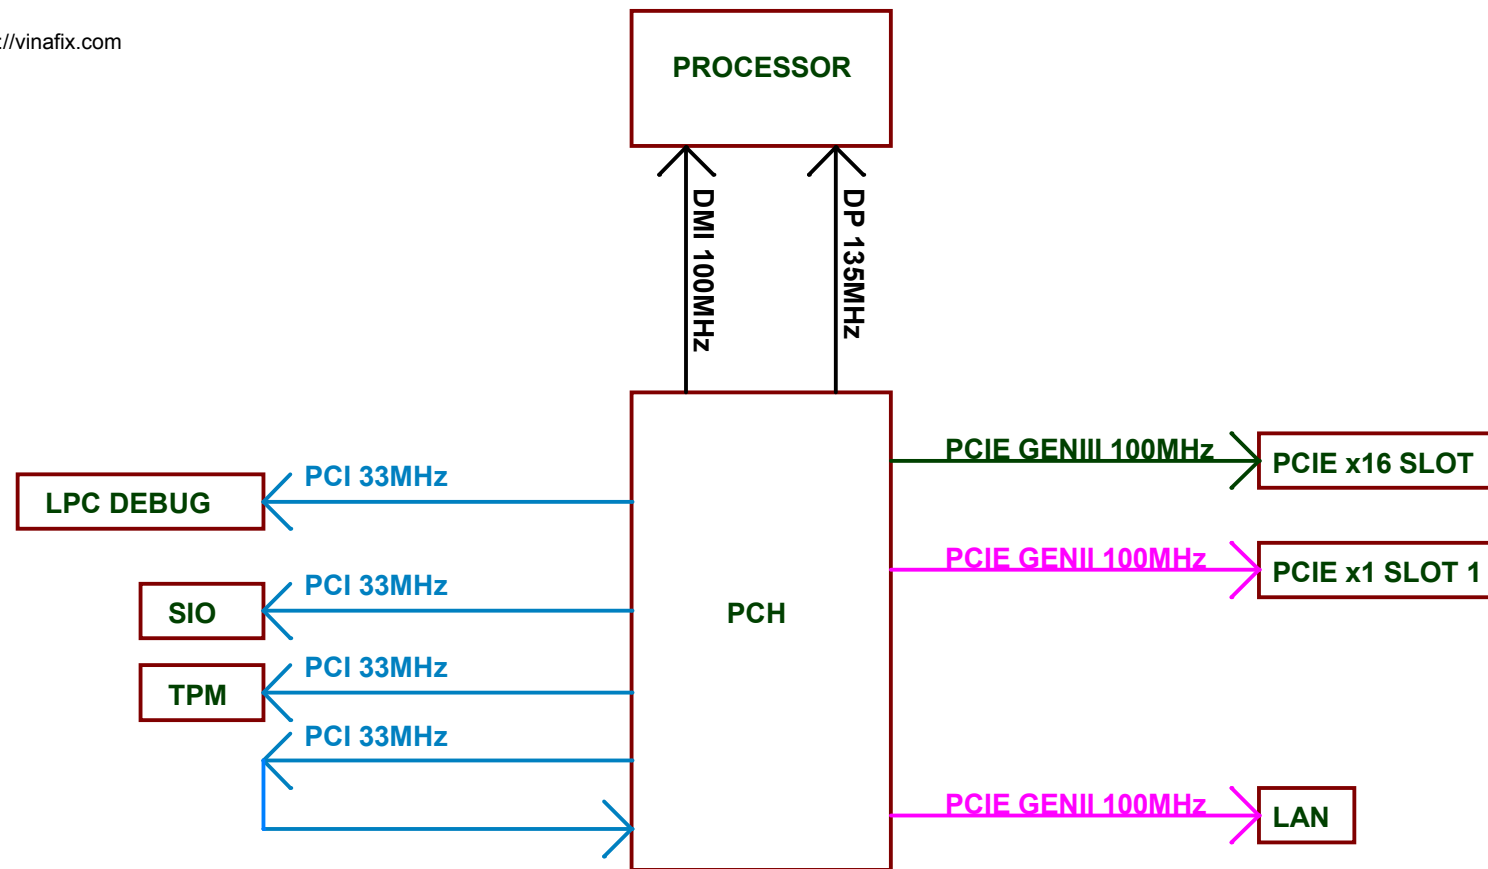 ://vinafix.com
PROCESSOR
DMI 100MHz
DP 135MHz
PCIE GENIII 100MHz
PCIE x16 SLOT
PCI 33MHz
LPC DEBUG
PCIE GENII 100MHz
PCIE x1 SLOT 1
PCI 33MHz
SIO
PCH
PCI 33MHz
TPM
PCI 33MHz
PCIE GENII 100MHz
LAN